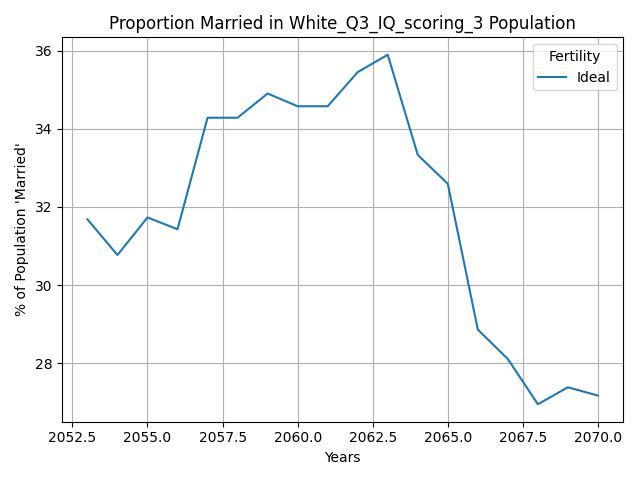 Proportion Married in White_Q3_IQ_scoring_3 Population
Fertility
Ideal
% of Population 'Married'
36
34
32
30
28
2052.5 2055.0 2057.5 2060.0 2062.5 2065.0 2067.5 2070.0
Years